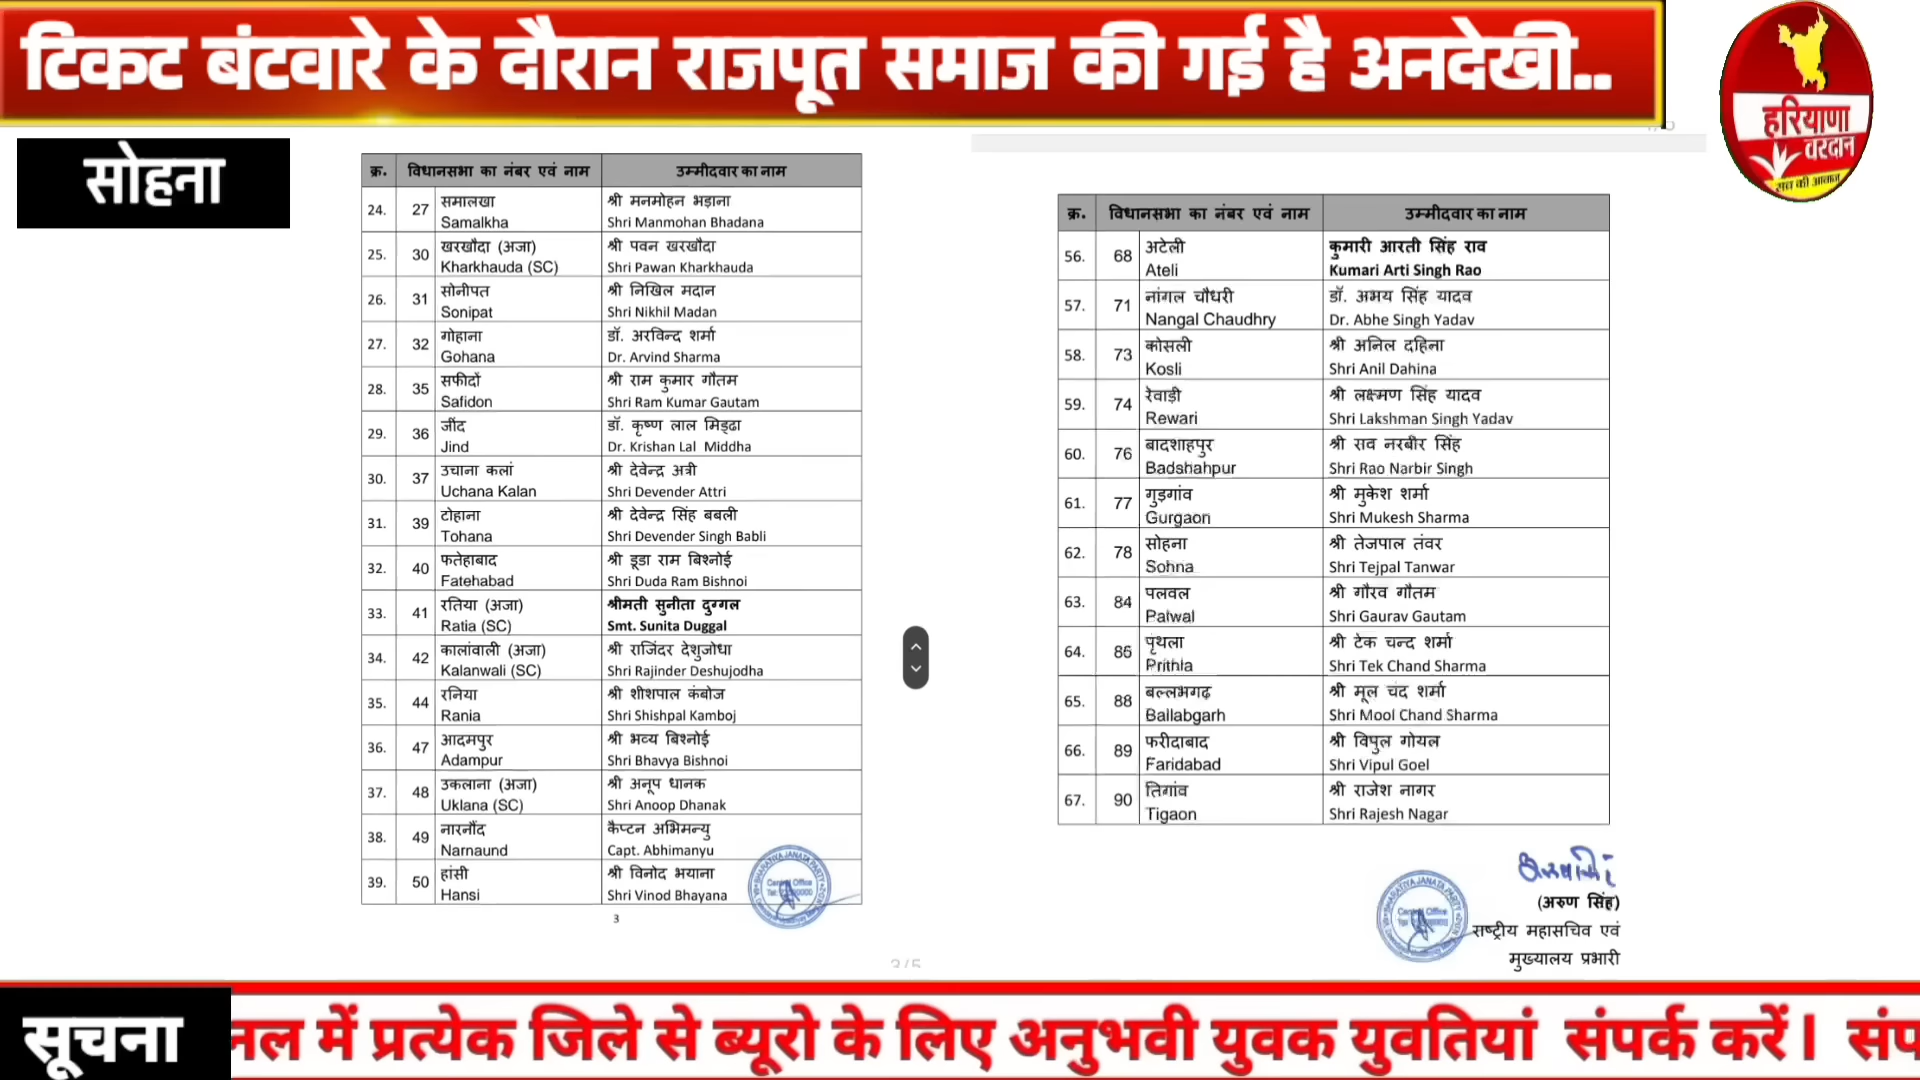 टिकट बंटवारे के दौरान राजपूत समाज की गई है अनदेखी..
हरियाणा
वरदान
सच की आवाज
सोहना
क्र. विधानसभा का नंबर एवं नाम उम्मीदवार का नाम
24. 27 समालखा श्री मनमोहन भड़ाना
Samalkha Shri Manmohan Bhadana
25. 30 खरखौदा (अजा) श्री पवन खरखौदा
Kharkhauda (SC) Shri Pawan Kharkhauda
26. 31 सोनीपत श्री निखिल मदान
Sonipat Shri Nikhil Madan
27. 32 गोहाना डॉ. अरविन्द शर्मा
Gohana Dr. Arvind Sharma
28. 35 सफीदों श्री राम कुमार गौतम
Safidon Shri Ram Kumar Gautam
29. 36 जींद डॉ. कृष्ण लाल मिड्ढा
Jind Dr. Krishan Lal Middha
30. 37 उचाना कलां श्री देवेन्द्र अत्री
Uchana Kalan Shri Devender Attri
31. 39 टोहाना श्री देवेन्द्र सिंह बबली
Tohana Shri Devender Singh Babli
32. 40 फतेहाबाद श्री डूडा राम बिश्नोई
Fatehabad Shri Duda Ram Bishnoi
33. 41 रतिया (अजा) श्रीमती सुनीता दुग्गल
Ratia (SC) Smt. Sunita Duggal
34. 42 कालांवाली (अजा) श्री राजिंदर देशुजोधा
Kalanwali (SC) Shri Rajinder Deshujodha
35. 44 रनिया श्री शीशपाल कंबोज
Rania Shri Shishpal Kamboj
36. 47 आदमपुर श्री भव्य बिश्नोई
Adampur Shri Bhavya Bishnoi
37. 48 उकलाना (अजा) श्री अनूप धानक
Uklana (SC) Shri Anoop Dhanak
38. 49 नारनौंद कैप्टन अभिमन्यु
Narnaund Capt. Abhimanyu
39. 50 हांसी श्री विनोद भयाना
Hansi Shri Vinod Bhayana
3
3/5
क्र. विधानसभा का नंबर एवं नाम उम्मीदवार का नाम
56. 68 अटेली कुमारी आरती सिंह राव
Ateli Kumari Arti Singh Rao
57. 71 नांगल चौधरी डॉ. अभय सिंह यादव
Nangal Chaudhry Dr. Abhe Singh Yadav
58. 73 कोसली श्री अनिल दहिना
Kosli Shri Anil Dahina
59. 74 रेवाड़ी श्री लक्ष्मण सिंह यादव
Rewari Shri Lakshman Singh Yadav
60. 76 बादशाहपुर श्री राव नरबीर सिंह
Badshahpur Shri Rao Narbir Singh
61. 77 गुड़गांव श्री मुकेश शर्मा
Gurgaon Shri Mukesh Sharma
62. 78 सोहना श्री तेजपाल तंवर
Sohna Shri Tejpal Tanwar
63. 84 पलवल श्री गौरव गौतम
Palwal Shri Gaurav Gautam
64. 85 पृथला श्री टेक चन्द शर्मा
Prithla Shri Tek Chand Sharma
65. 88 बल्लभगढ़ श्री मूल चंद शर्मा
Ballabgarh Shri Mool Chand Sharma
66. 89 फरीदाबाद श्री विपुल गोयल
Faridabad Shri Vipul Goel
67. 90 तिगांव श्री राजेश नागर
Tigaon Shri Rajesh Nagar
(अरुण सिंह)
राष्ट्रीय महासचिव एवं
मुख्यालय प्रभारी
BHARATIYA JANATA PARTY
Central Office
सूचना
नल में प्रत्येक जिले से ब्यूरो के लिए अनुभवी युवक युवतियां संपर्क करें। संप